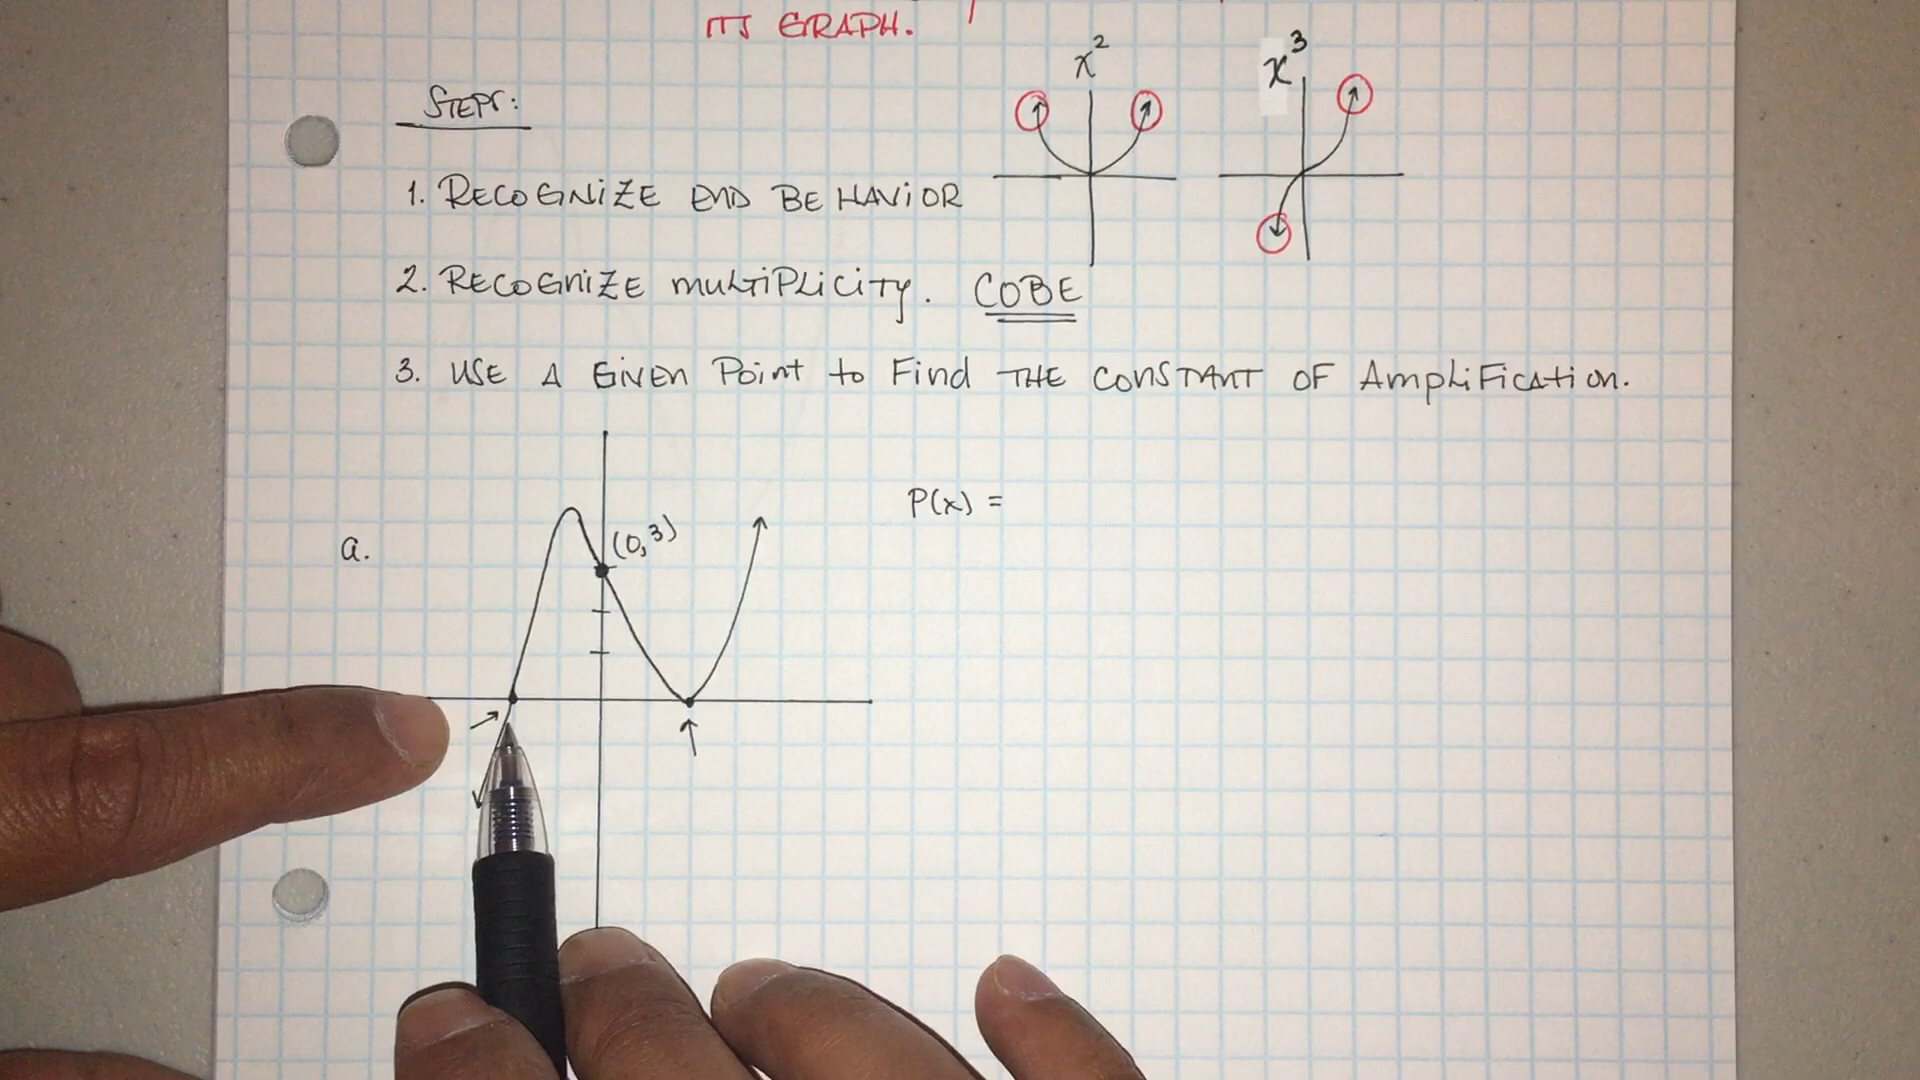 ITS GRAPH.
x²
x³
STEPS:
1. RECOGNIZE END BEHAVIOR
2. RECOGNIZE MULTIPLICITY. COBE
3. USE A GIVEN POINT TO FIND THE CONSTANT OF AMPLIFICATION.
P(x) =
a.
(0,3)